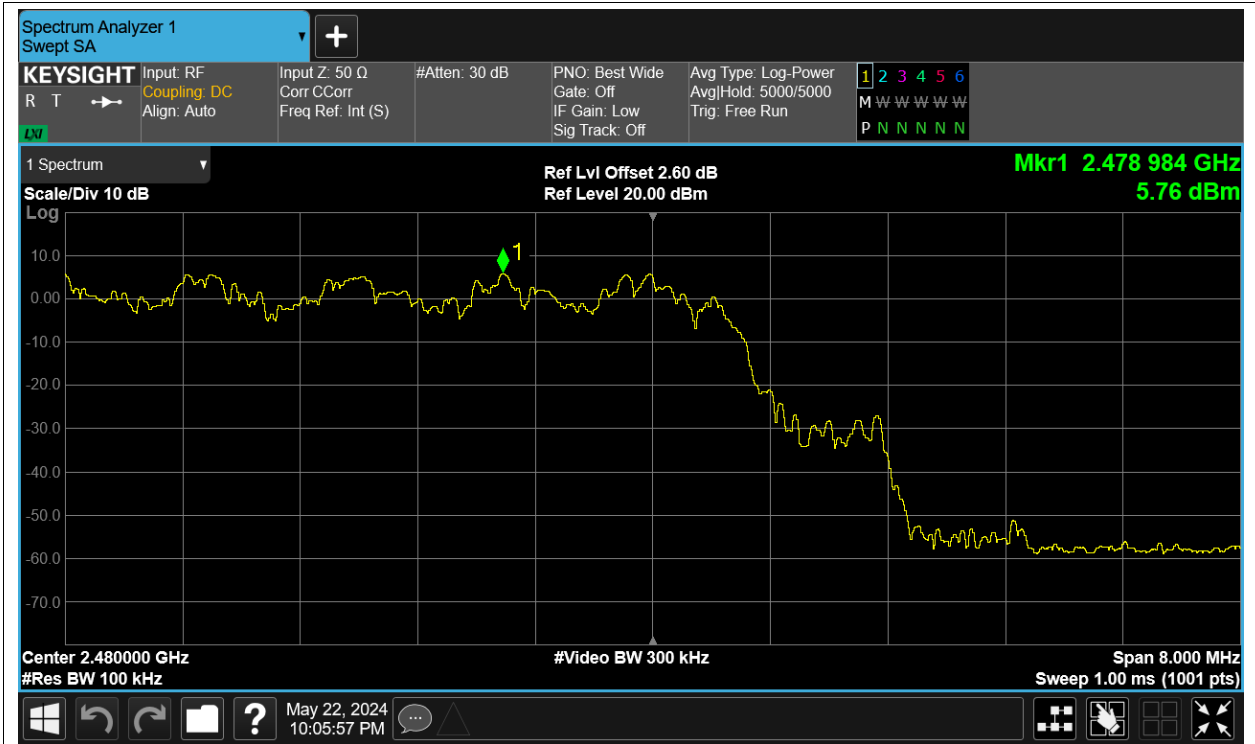 Spectrum Analyzer 1
Swept SA
KEYSIGHT
R T
LXI
Input: RF
Coupling: DC
Align: Auto
Input Z: 50 Ω
Corr CCorr
Freq Ref: Int (S)
#Atten: 30 dB
PNO: Best Wide
Gate: Off
IF Gain: Low
Sig Track: Off
Avg Type: Log-Power
Avg|Hold: 5000/5000
Trig: Free Run
1 2 3 4 5 6
M W W W W W
P N N N N N
1 Spectrum
Scale/Div 10 dB
Log
Ref Lvl Offset 2.60 dB
Ref Level 20.00 dBm
Mkr1 2.478 984 GHz
5.76 dBm
1
10.0
0.00
-10.0
-20.0
-30.0
-40.0
-50.0
-60.0
-70.0
Center 2.480000 GHz
#Video BW 300 kHz
Span 8.000 MHz
#Res BW 100 kHz
Sweep 1.00 ms (1001 pts)
?
May 22, 2024
10:05:57 PM